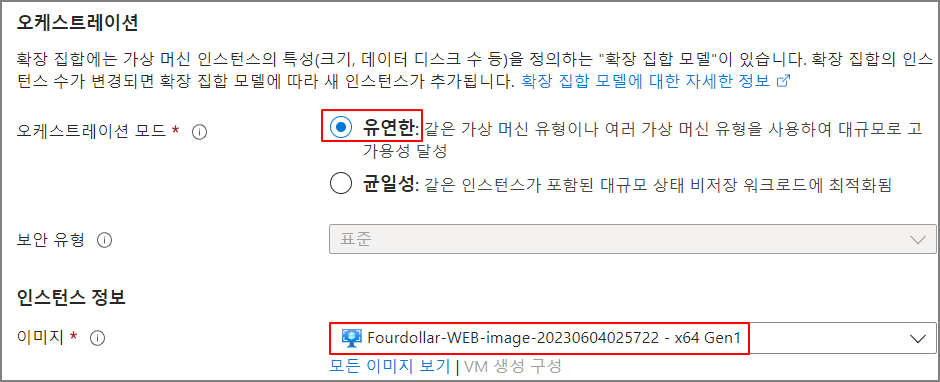 오케스트레이션
확장 집합에는 가상 머신 인스턴스의 특성(크기, 데이터 디스크 수 등)을 정의하는 "확장 집합 모델"이 있습니다. 확장 집합의 인스
턴스 수가 변경되면 확장 집합 모델에 따라 새 인스턴스가 추가됩니다. 확장 집합 모델에 대한 자세한 정보
오케스트레이션 모드 *
유연한: 같은 가상 머신 유형이나 여러 가상 머신 유형을 사용하여 대규모로 고
가용성 달성
균일성: 같은 인스턴스가 포함된 대규모 상태 비저장 워크로드에 최적화됨
보안 유형
표준
인스턴스 정보
이미지 *
Fourdollar-WEB-image-20230604025722 - x64 Gen1
모든 이미지 보기 | VM 생성 구성